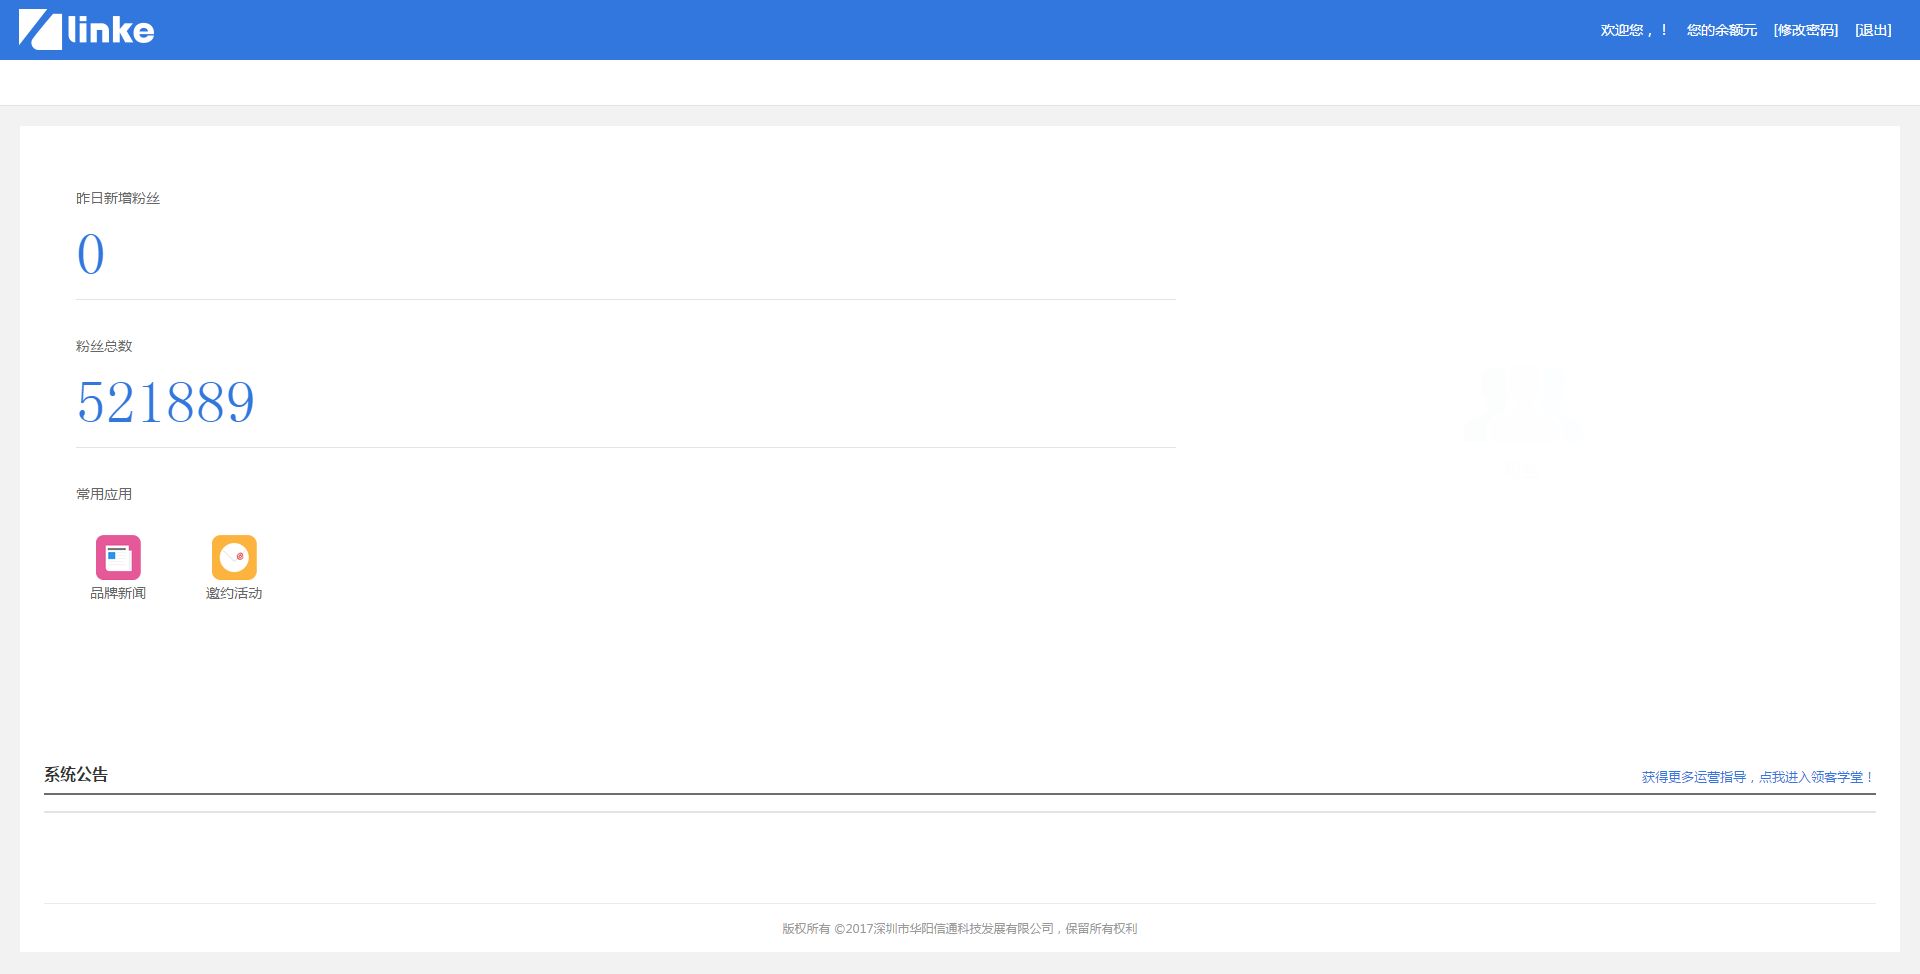 linke
欢迎您，！ 您的余额元 [修改密码] [退出]
昨日新增粉丝
0
粉丝总数
521889
常用应用
品牌新闻 邀约活动
系统公告 获得更多运营指导，点我进入领客学堂！
版权所有 ©2017深圳市华阳信通科技发展有限公司，保留所有权利